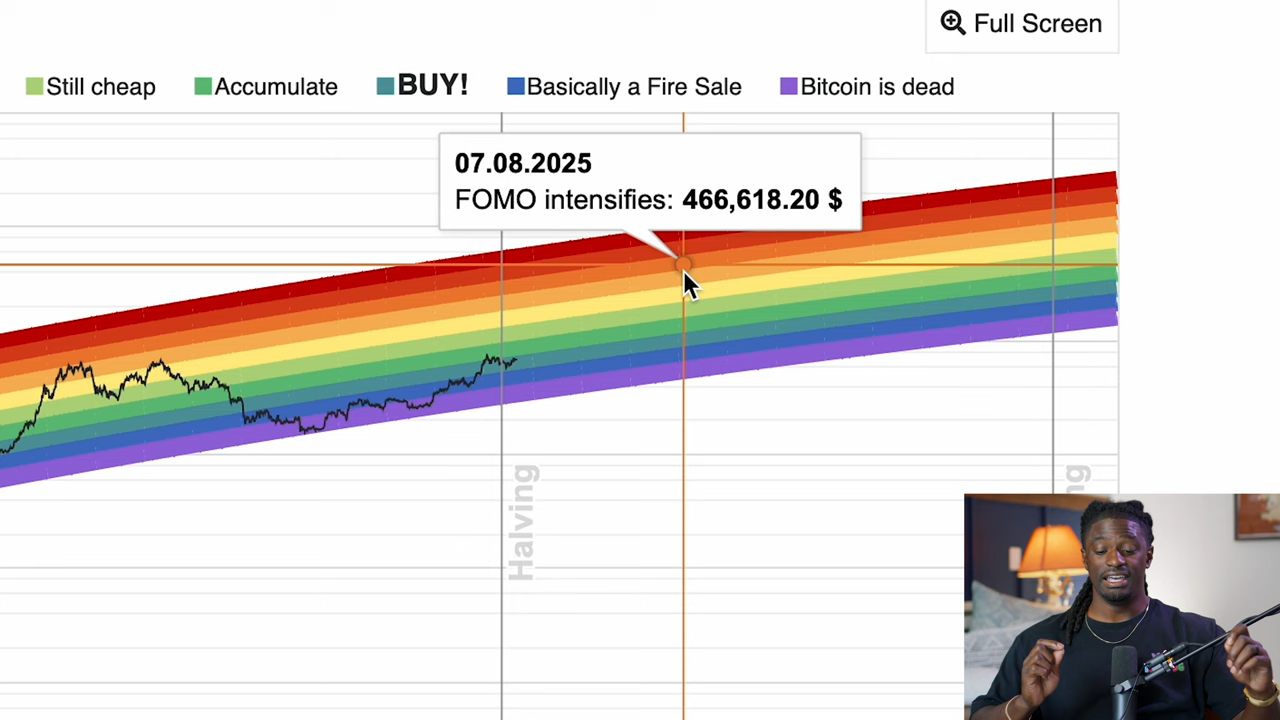 Full Screen
Still cheap Accumulate BUY! Basically a Fire Sale Bitcoin is dead
07.08.2025
FOMO intensifies: 466,618.20 $
Halving
ng